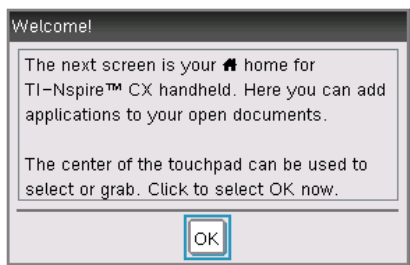 Welcome!
The next screen is your home for
TI-Nspire™ CX handheld. Here you can add
applications to your open documents.
The center of the touchpad can be used to
select or grab. Click to select OK now.
OK